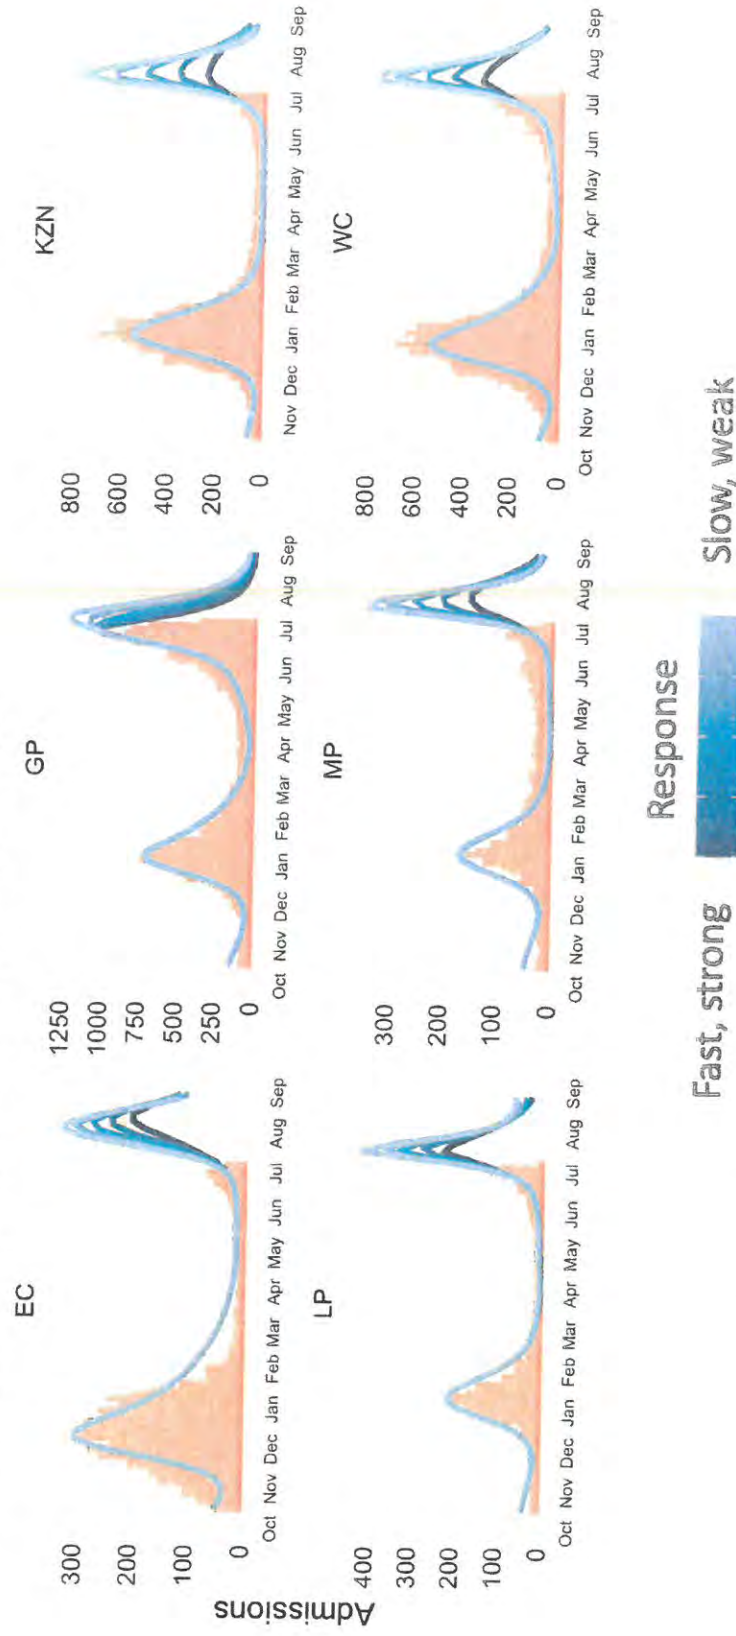 Admissions
EC
300
200
100
0
Oct Nov Dec Jan Feb Mar Apr May Jun Jul Aug Sep
GP
1250
1000
750
500
250
0
Oct Nov Dec Jan Feb Mar Apr May Jun Jul Aug Sep
KZN
800
600
400
200
0
Nov Dec Jan Feb Mar Apr May Jun Jul Aug Sep
LP
400
300
200
100
0
Oct Nov Dec Jan Feb Mar Apr May Jun Jul Aug Sep
MP
300
200
100
0
Oct Nov Dec Jan Feb Mar Apr May Jun Jul Aug Sep
WC
800
600
400
200
0
Oct Nov Dec Jan Feb Mar Apr May Jun Jul Aug Sep
Response
Fast, strong Slow, weak